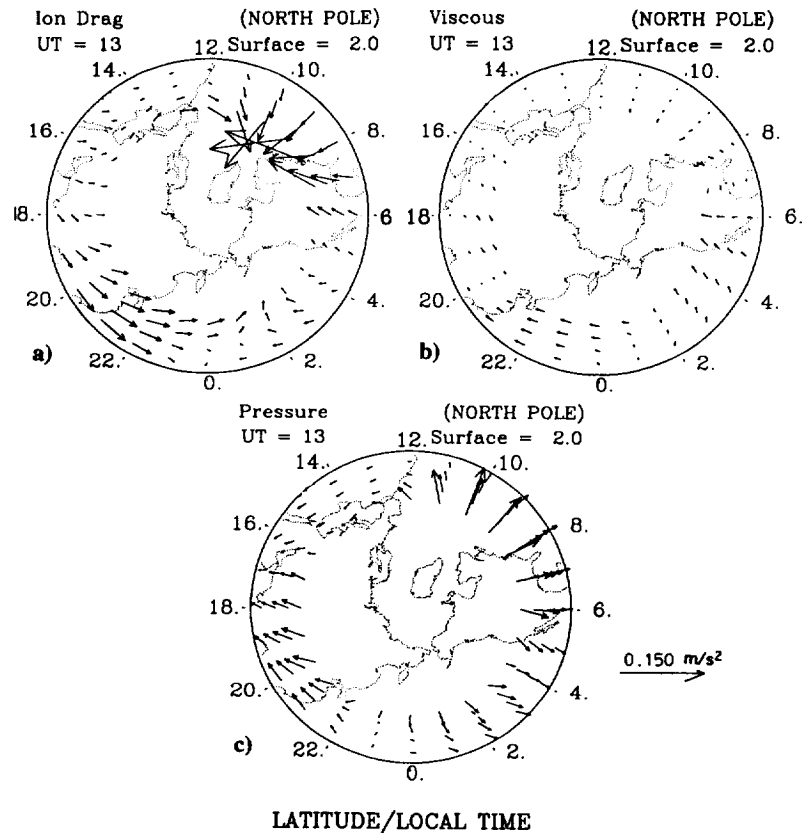 Ion Drag (NORTH POLE)
UT = 13 12. Surface = 2.0
14. 10.
16. 8.
18. 6.
20. 4.
22. 2.
0.
a)
Viscous (NORTH POLE)
UT = 13 12. Surface = 2.0
14. 10.
16. 8.
18. 6.
20. 4.
22. 2.
0.
b)
Pressure (NORTH POLE)
UT = 13 12. Surface = 2.0
14. 10.
16. 8.
18. 6.
20. 4.
22. 2.
0.
c)
0.150 m/s²
LATITUDE/LOCAL TIME